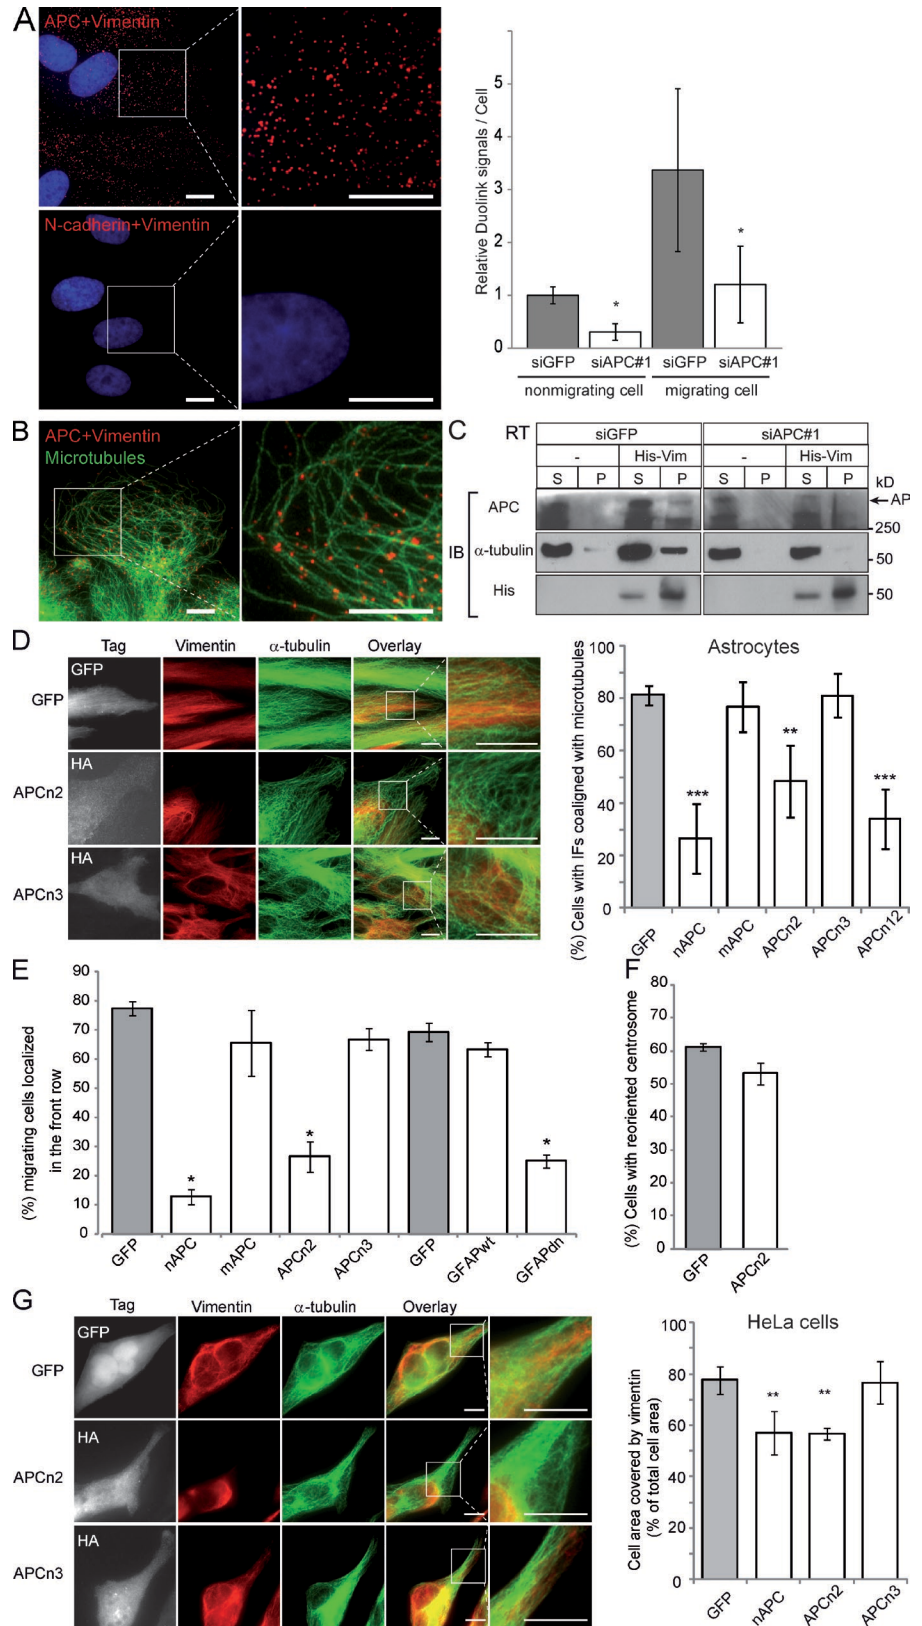 A
APC+Vimentin
N-cadherin+Vimentin
Relative Duolink signals / Cell
6
5
4
3
2
1
0
siGFP siAPC#1 siGFP siAPC#1
nonmigrating cell migrating cell
B
APC+Vimentin
Microtubules
C
RT siGFP siAPC#1
- His-Vim - His-Vim
S P S P S P S P kD
APC
250
IB α-tubulin 50
His 50
D
Tag Vimentin α-tubulin Overlay
GFP GFP
APCn2 HA
APCn3 HA
Astrocytes
(%) Cells with IFs coaligned with microtubules
100
80
60
40
20
0
*** ** ***
GFP nAPC mAPC APCn2 APCn3 APCn12
E
(%) migrating cells localized
in the front row
90
80
70
60
50
40
30
20
10
0
* * *
GFP nAPC mAPC APCn2 APCn3 GFP GFAPwt GFAPdn
F
(%) Cells with reoriented centrosome
80
70
60
50
40
30
20
10
0
GFP APCn2
G
Tag Vimentin α-tubulin Overlay
GFP GFP
APCn2 HA
APCn3 HA
HeLa cells
Cell area covered by vimentin
(% of total cell area)
100
80
60
40
20
0
** **
GFP nAPC APCn2 APCn3